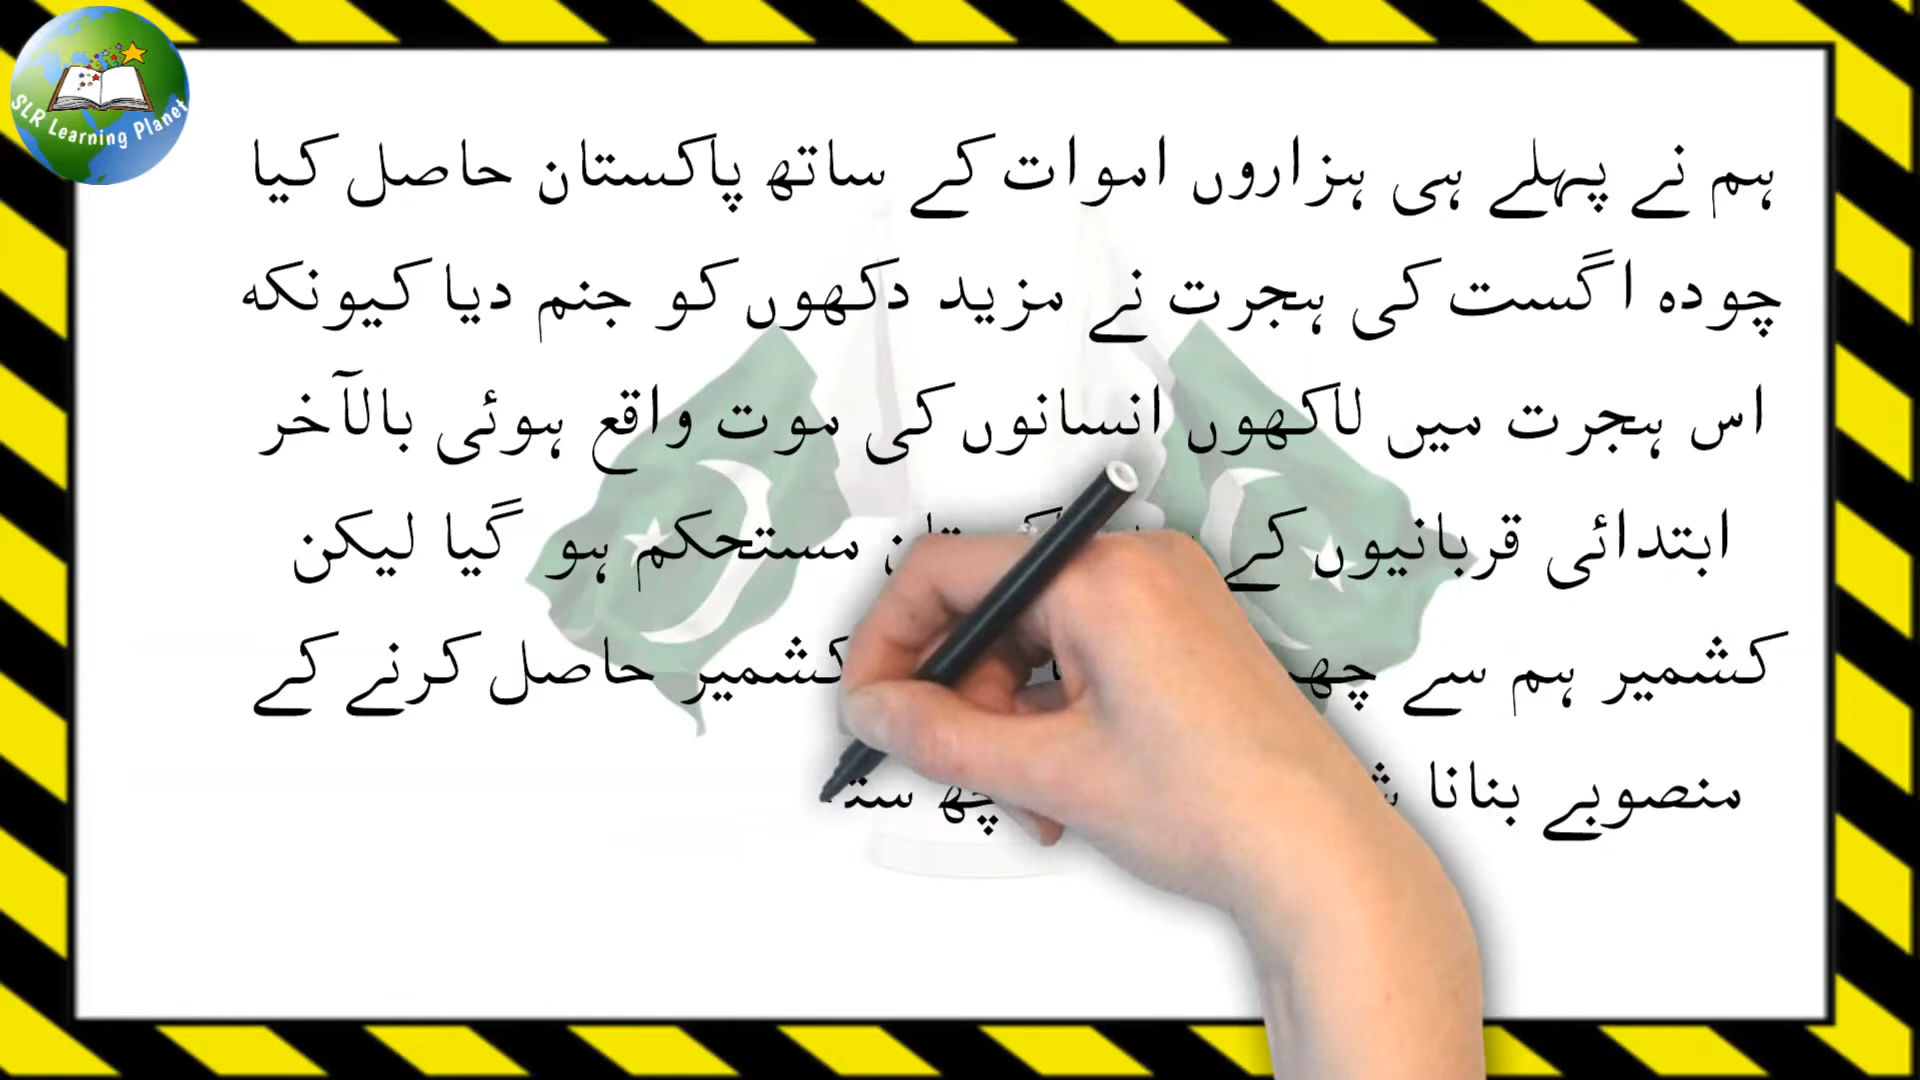 SLR Learning Planet
ہم نے پہلے ہی ہزاروں اموات کے ساتھ پاکستان حاصل کیا
چودہ اگست کی ہجرت نے مزید دکھوں کو جنم دیا کیونکہ
اس ہجرت میں لاکھوں انسانوں کی موت واقع ہوئی بالآخر
ابتدائی قربانیوں کے مستحکم ہو گیا لیکن
کشمیر ہم سے کشمیر حاصل کرنے کے
منصوبے بنانا